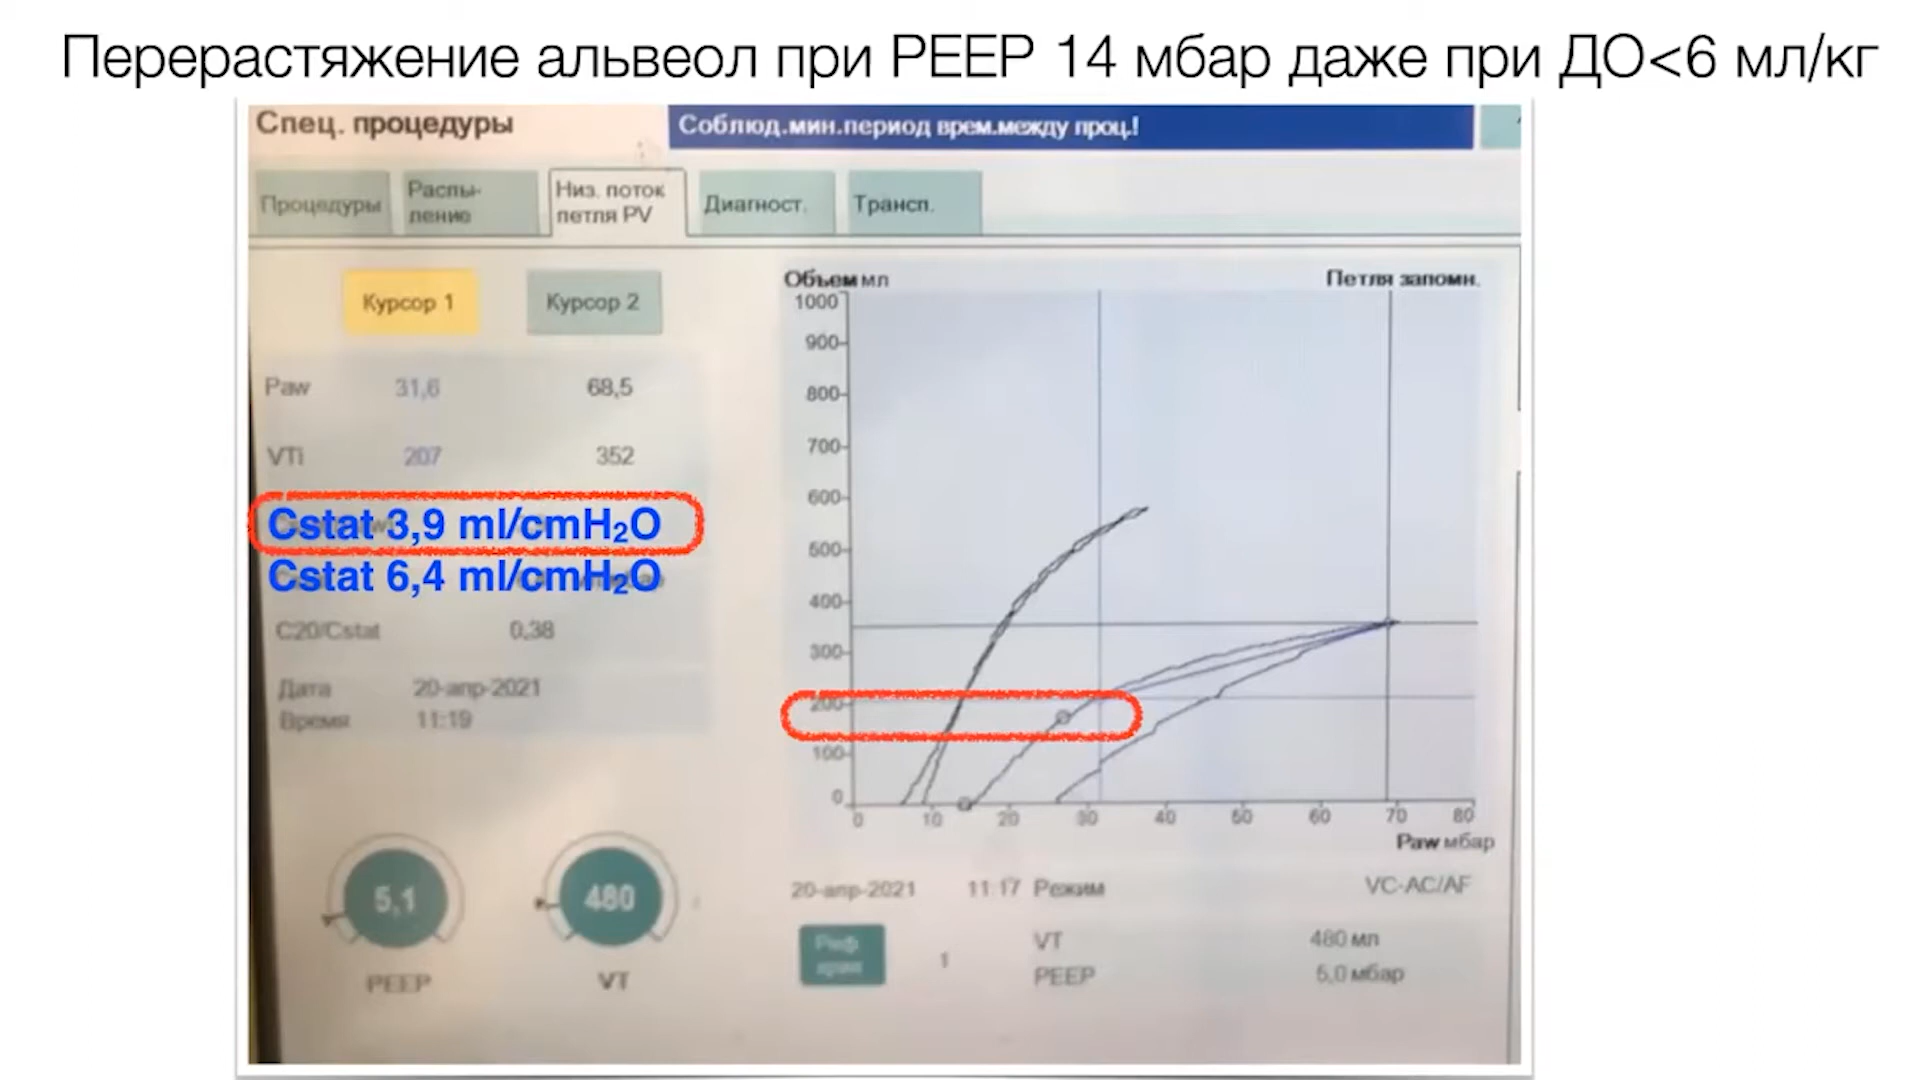 Перерастяжение альвеол при PEEP 14 мбар даже при ДО<6 мл/кг
Спец. процедуры
Соблюд.мин.период врем.между проц.!
Процедуры
Распы-
ление
Низ. поток
петля PV
Диагност.
Трансп.
Курсор 1
Курсор 2
Paw 31,6 68,5
VTi 207 352
Cstat 3,9 ml/cmH₂O
Cstat 6,4 ml/cmH₂O
C20/Cstat 0,38
Дата 20-апр-2021
Время 11:19
5,1
PEEP
480
VT
Объем мл
Петля запомн.
1000
900
800
700
600
500
400
300
200
100
0
0 10 20 30 40 50 60 70 80
Paw мбар
20-апр-2021 11:17 Режим VC-AC/AF
1
VT 480 мл
PEEP 5,0 мбар